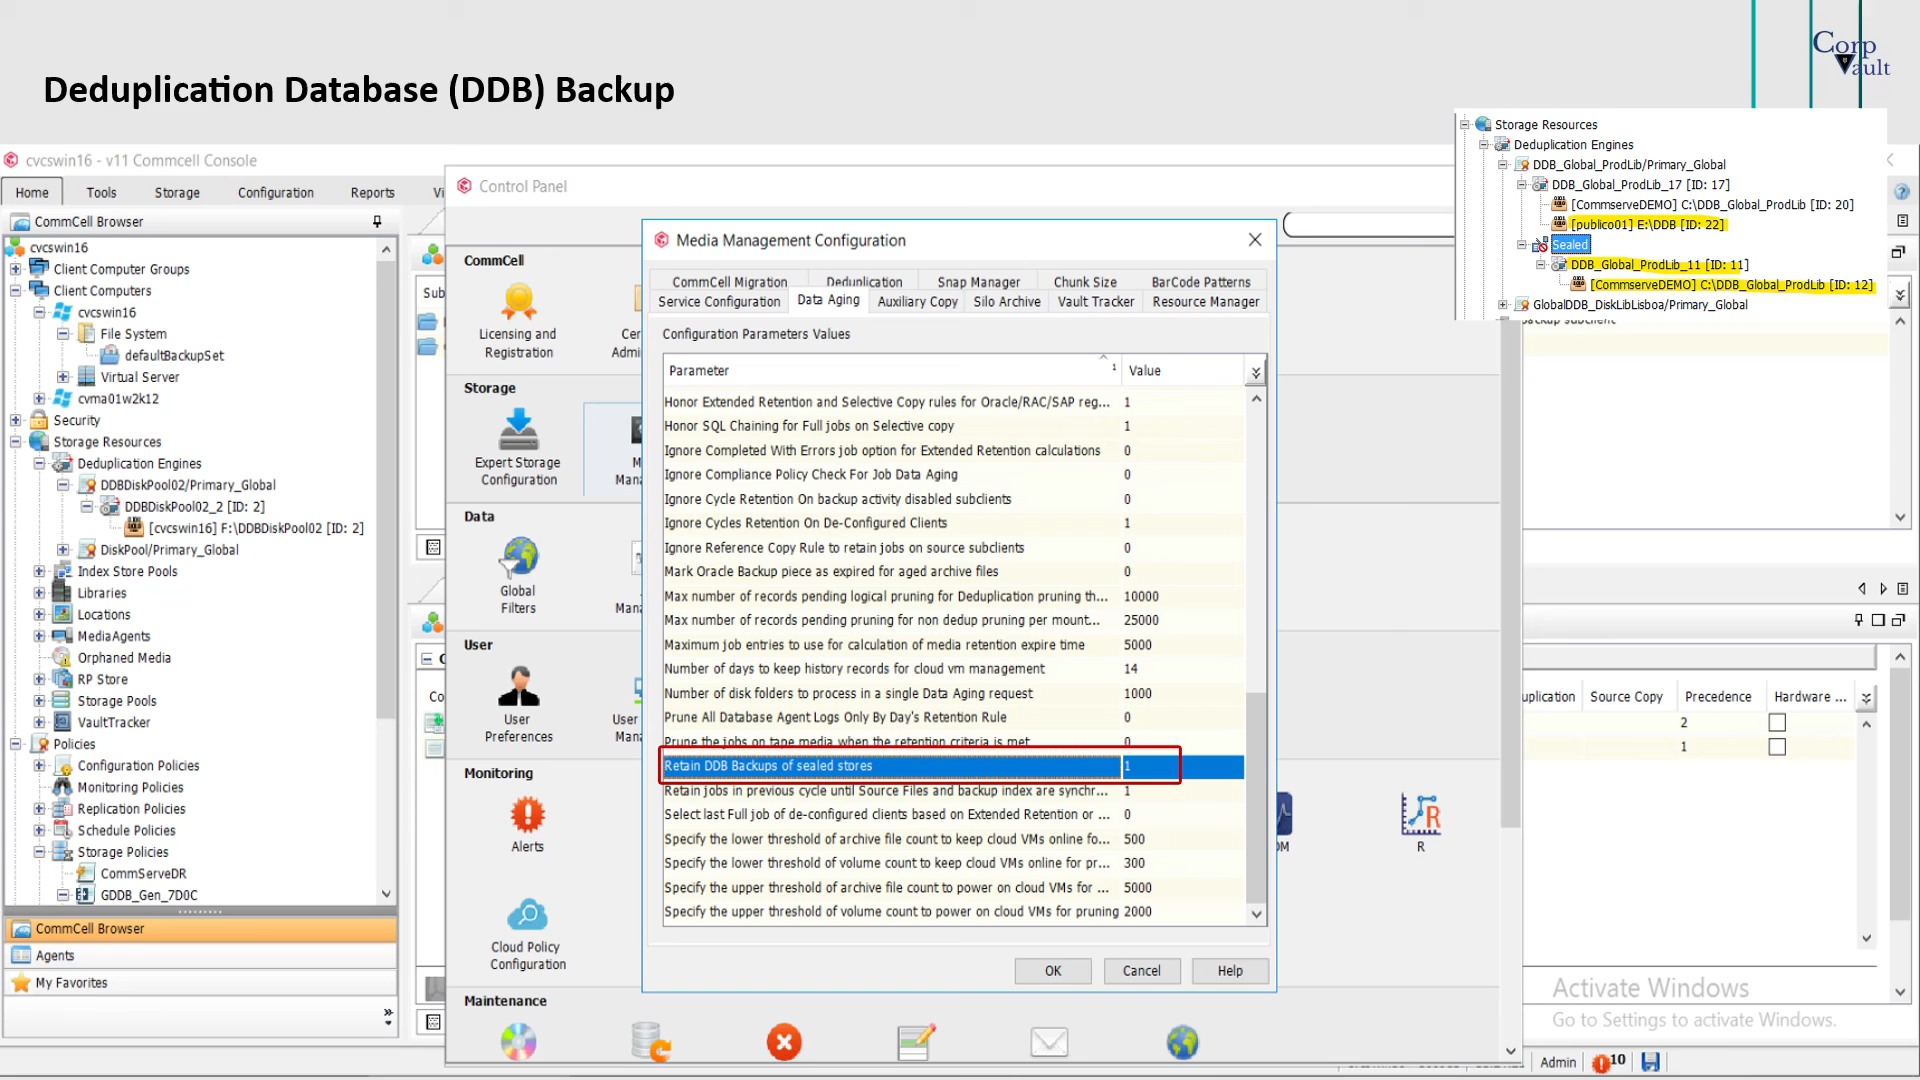 Deduplication Database (DDB) Backup
Corp
Vault
cvcswin16 - v11 Commcell Console
Home
Tools
Storage
Configuration
Reports
Vi
CommCell Browser
cvcswin16
Client Computer Groups
Client Computers
cvcswin16
File System
defaultBackupSet
Virtual Server
cvma01w2k12
Security
Storage Resources
Deduplication Engines
DDBDiskPool02/Primary_Global
DDBDiskPool02_2 [ID: 2]
[cvcswin16] F:\DDBDiskPool02 [ID: 2]
DiskPool/Primary_Global
Index Store Pools
Libraries
Locations
MediaAgents
Orphaned Media
RP Store
Storage Pools
VaultTracker
Policies
Configuration Policies
Monitoring Policies
Replication Policies
Schedule Policies
Storage Policies
CommServeDR
GDDB_Gen_7D0C
CommCell Browser
Agents
My Favorites
Sub
Co
Control Panel
CommCell
Licensing and
Registration
Cer
Admi
Storage
Expert Storage
Configuration
M
Mana
Data
Global
Filters
Mana
User
User
Preferences
User
Mana
Monitoring
Alerts
DM
R
Cloud Policy
Configuration
Maintenance
Media Management Configuration
CommCell Migration
Deduplication
Snap Manager
Chunk Size
BarCode Patterns
Service Configuration
Data Aging
Auxiliary Copy
Silo Archive
Vault Tracker
Resource Manager
Configuration Parameters Values
Parameter 1 Value
Honor Extended Retention and Selective Copy rules for Oracle/RAC/SAP reg... 1
Honor SQL Chaining for Full jobs on Selective copy 1
Ignore Completed With Errors job option for Extended Retention calculations 0
Ignore Compliance Policy Check For Job Data Aging 0
Ignore Cycle Retention On backup activity disabled subclients 0
Ignore Cycles Retention On De-Configured Clients 1
Ignore Reference Copy Rule to retain jobs on source subclients 0
Mark Oracle Backup piece as expired for aged archive files 0
Max number of records pending logical pruning for Deduplication pruning th... 10000
Max number of records pending pruning for non dedup pruning per mount... 25000
Maximum job entries to use for calculation of media retention expire time 5000
Number of days to keep history records for cloud vm management 14
Number of disk folders to process in a single Data Aging request 1000
Prune All Database Agent Logs Only By Day's Retention Rule 0
Prune the jobs on tape media when the retention criteria is met 0
Retain DDB Backups of sealed stores 1
Retain jobs in previous cycle until Source Files and backup index are synchr... 1
Select last Full job of de-configured clients based on Extended Retention or ... 0
Specify the lower threshold of archive file count to keep cloud VMs online fo... 500
Specify the lower threshold of volume count to keep cloud VMs online for pr... 300
Specify the upper threshold of archive file count to power on cloud VMs for ... 5000
Specify the upper threshold of volume count to power on cloud VMs for pruning 2000
OK
Cancel
Help
Storage Resources
Deduplication Engines
DDB_Global_ProdLib/Primary_Global
DDB_Global_ProdLib_17 [ID: 17]
[CommserveDEMO] C:\DDB_Global_ProdLib [ID: 20]
[publico01] E:\DDB [ID: 22]
Sealed
DDB_Global_ProdLib_11 [ID: 11]
[CommserveDEMO] C:\DDB_Global_ProdLib [ID: 12]
GlobalDDB_DiskLibLisboa/Primary_Global
uplication
Source Copy
Precedence
Hardware ...
2
1
Activate Windows
Go to Settings to activate Windows.
Admin
10